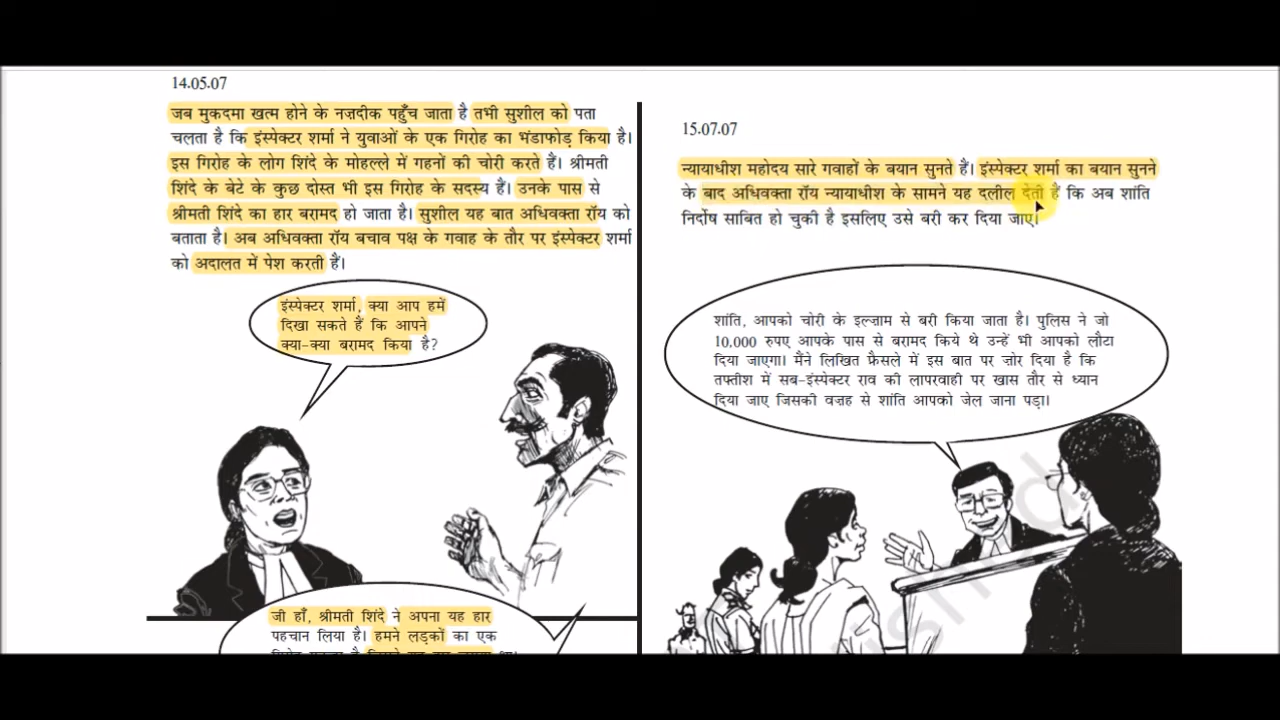 14.05.07
जब मुकदमा खत्म होने के नज़दीक पहुँच जाता है तभी सुशील को पता
चलता है कि इंस्पेक्टर शर्मा ने युवाओं के एक गिरोह का भंडाफोड़ किया है।
इस गिरोह के लोग शिंदे के मोहल्ले में गहनों की चोरी करते हैं। श्रीमती
शिंदे के बेटे के कुछ दोस्त भी इस गिरोह के सदस्य हैं। उनके पास से
श्रीमती शिंदे का हार बरामद हो जाता है। सुशील यह बात अधिवक्ता रॉय को
बताता है। अब अधिवक्ता रॉय बचाव पक्ष के गवाह के तौर पर इंस्पेक्टर शर्मा
को अदालत में पेश करती हैं।
इंस्पेक्टर शर्मा, क्या आप हमें
दिखा सकते हैं कि आपने
क्या-क्या बरामद किया है?
जी हाँ, श्रीमती शिंदे ने अपना यह हार
पहचान लिया है। हमने लड़कों का एक
15.07.07
न्यायाधीश महोदय सारे गवाहों के बयान सुनते हैं। इंस्पेक्टर शर्मा का बयान सुनने
के बाद अधिवक्ता रॉय न्यायाधीश के सामने यह दलील देती हैं कि अब शांति
निर्दोष साबित हो चुकी है इसलिए उसे बरी कर दिया जाए।
शांति, आपको चोरी के इल्ज़ाम से बरी किया जाता है। पुलिस ने जो
10,000 रुपए आपके पास से बरामद किये थे उन्हें भी आपको लौटा
दिया जाएगा। मैंने लिखित फ़ैसले में इस बात पर ज़ोर दिया है कि
तफ्तीश में सब-इंस्पेक्टर राव की लापरवाही पर खास तौर से ध्यान
दिया जाए जिसकी वज़ह से शांति आपको जेल जाना पड़ा।